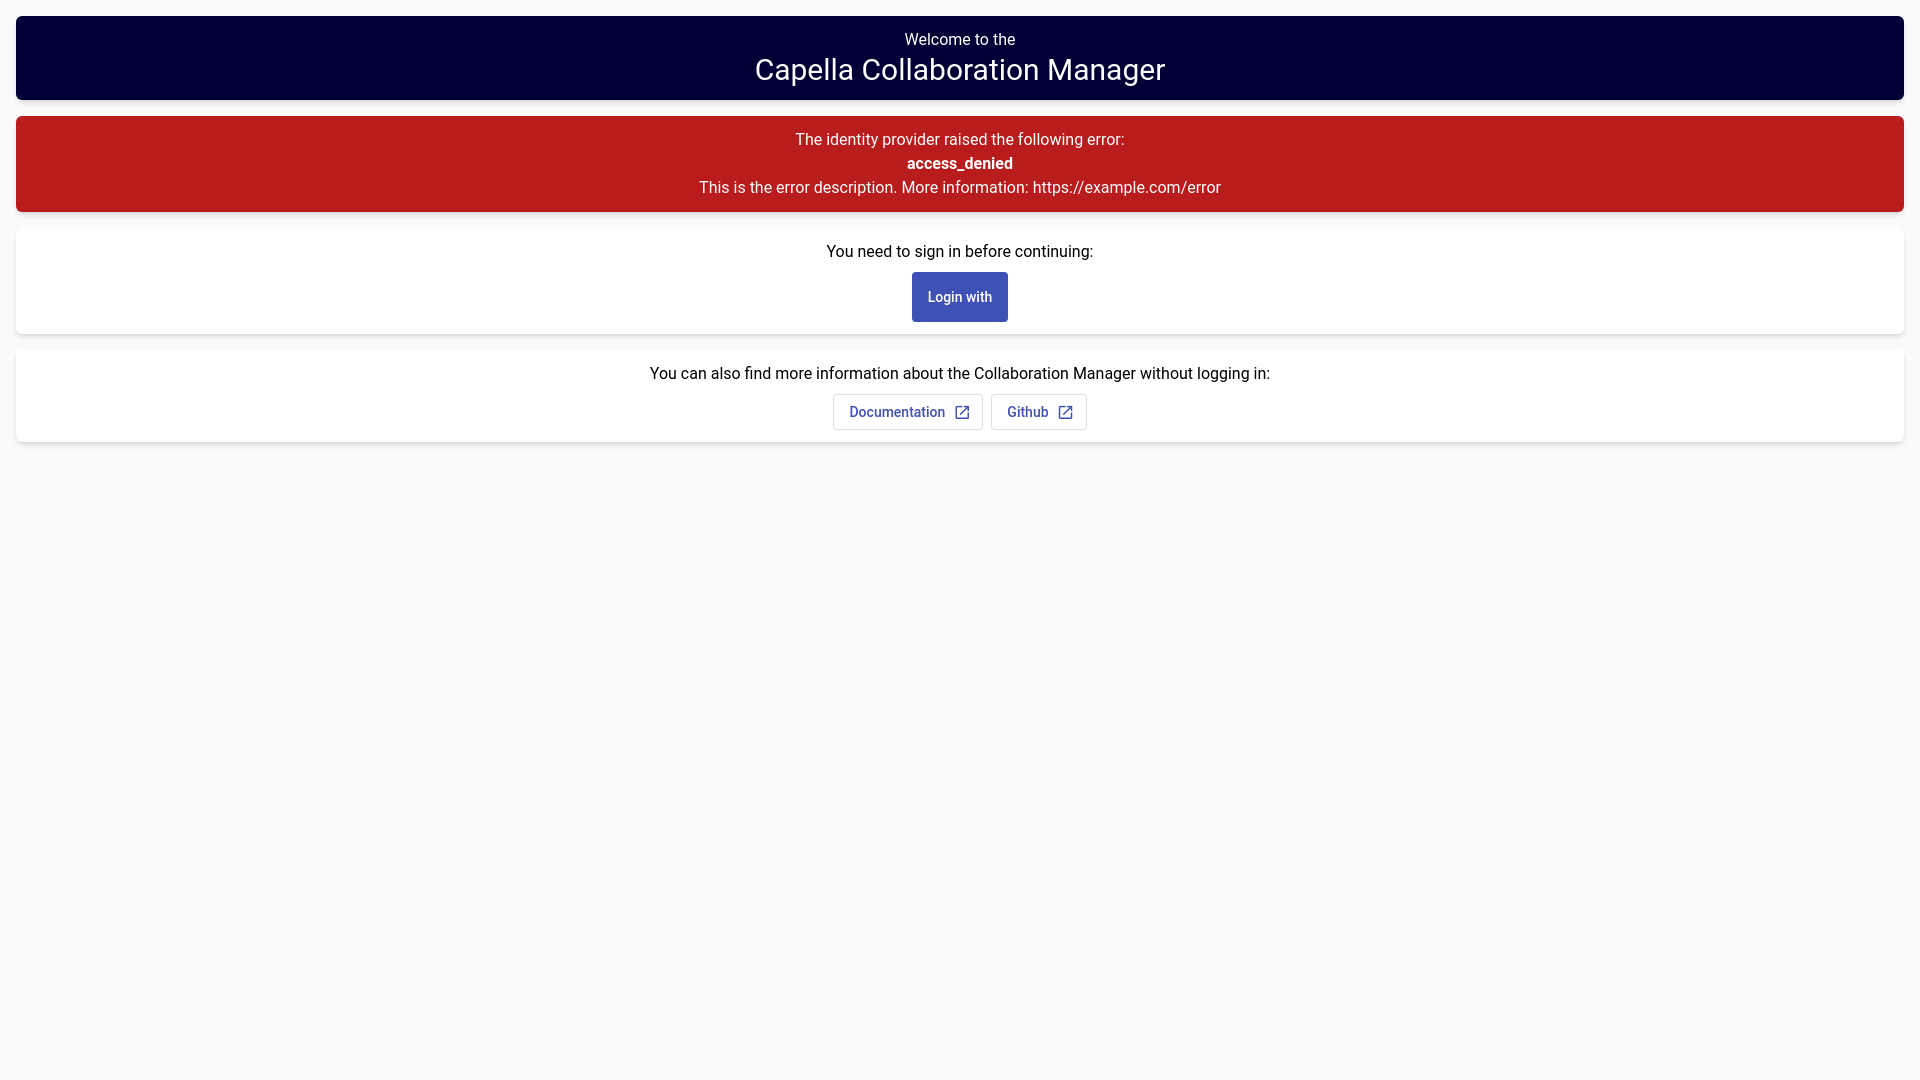 Welcome to the
Capella Collaboration Manager
The identity provider raised the following error:
access_denied
This is the error description. More information: https://example.com/error
You need to sign in before continuing:
Login with
You can also find more information about the Collaboration Manager without logging in:
Documentation
Github